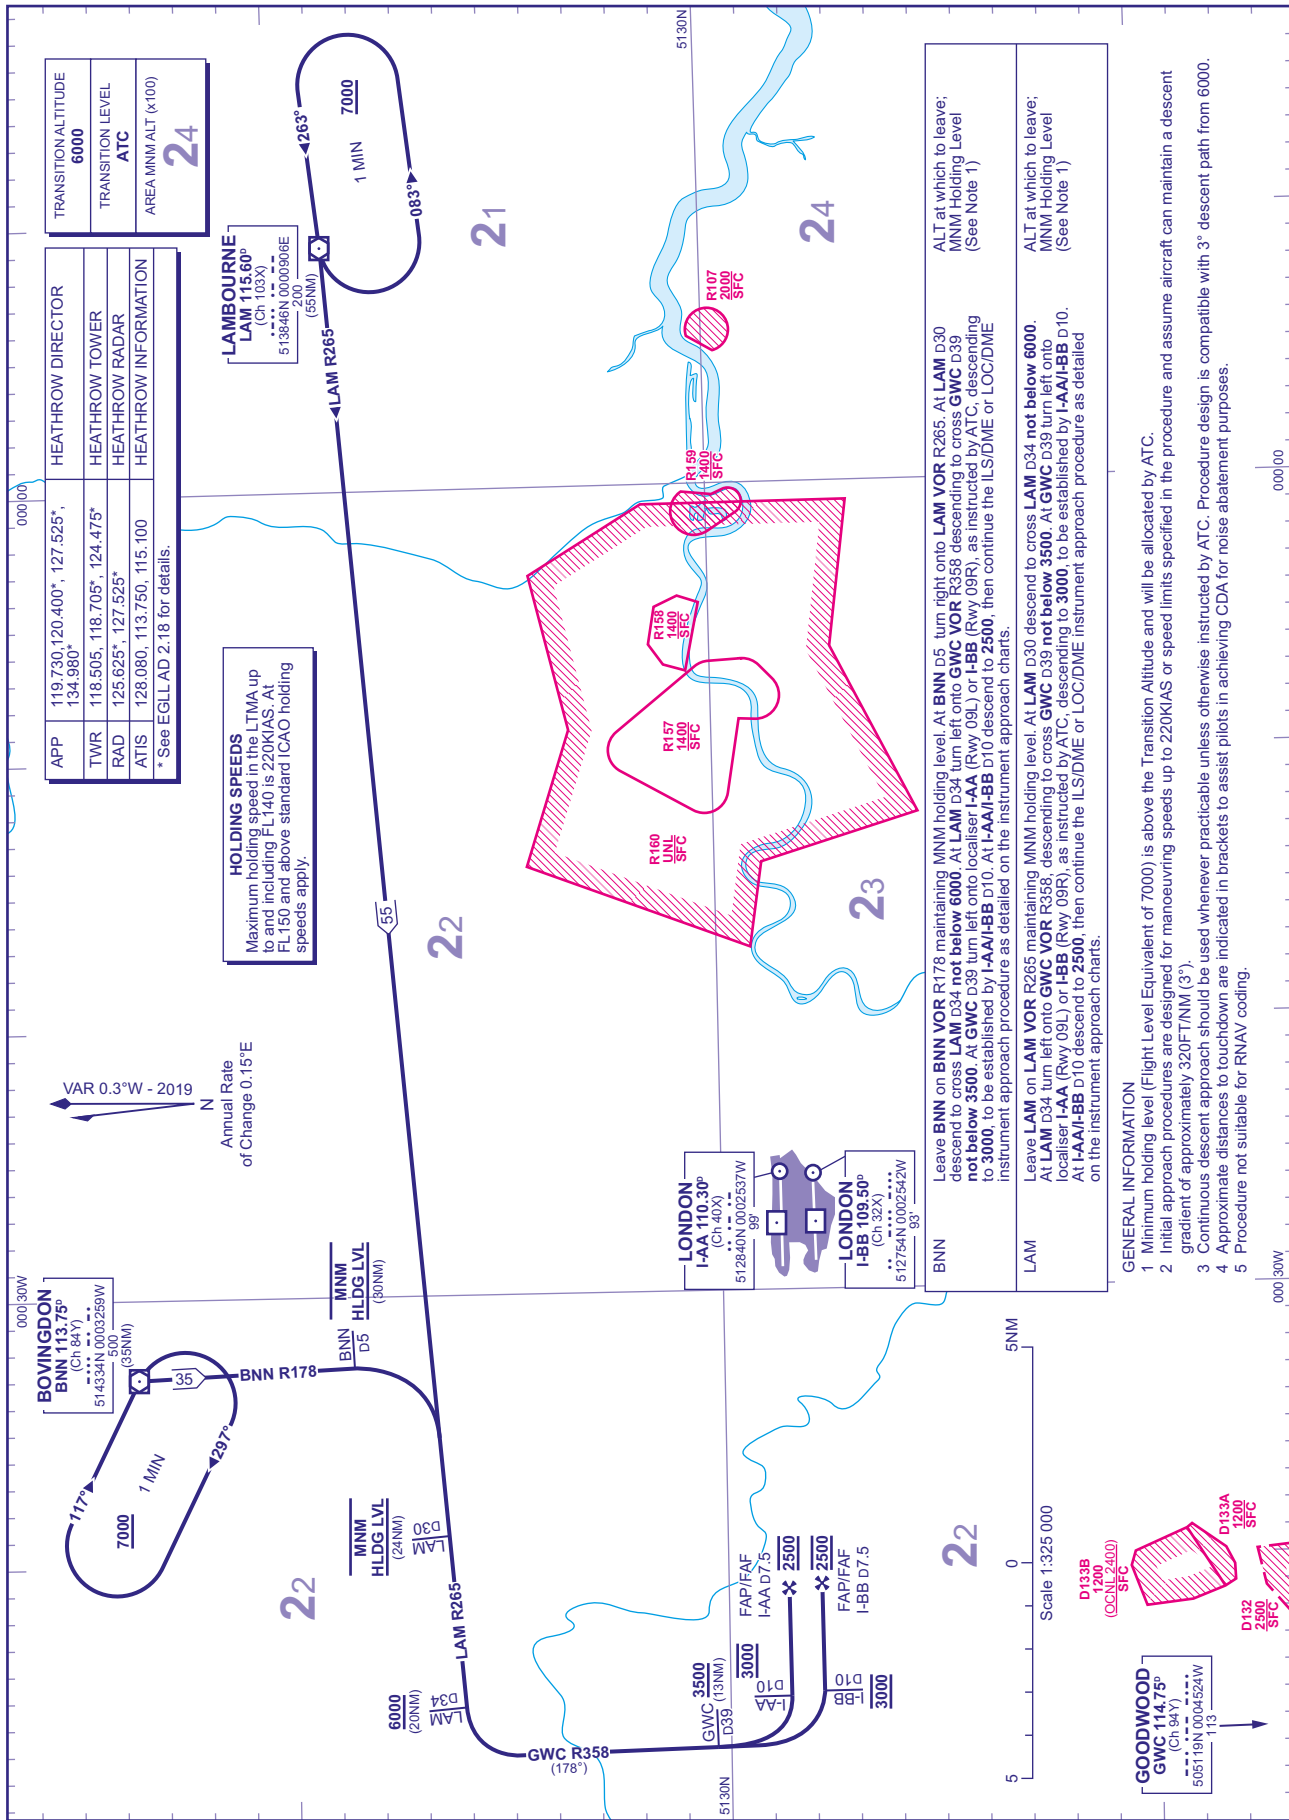 APP 119.730,120.400*, 127.525*, HEATHROW DIRECTOR
134.980*
TWR 118.505, 118.705*, 124.475* HEATHROW TOWER
RAD 125.625*, 127.525* HEATHROW RADAR
ATIS 128.080, 113.750, 115.100 HEATHROW INFORMATION
* See EGLL AD 2.18 for details.
TRANSITION ALTITUDE
6000
TRANSITION LEVEL
ATC
AREA MNM ALT (x100)
24
000 30W
000 00
BOVINGDON
BNN 113.75º
(Ch 84Y)
514334N 0003259W
500
(35NM)
117°
297°
1 MIN
7000
35
BNN R178
BNN
D5
MNM
HLDG LVL
(30NM)
VAR 0.3°W - 2019
N
Annual Rate
of Change 0.15°E
HOLDING SPEEDS
Maximum holding speed in the LTMA up
to and including FL140 is 220KIAS. At
FL150 and above standard ICAO holding
speeds apply.
LAMBOURNE
LAM 115.60º
(Ch 103X)
513846N 0000906E
200
(55NM)
263°
083°
1 MIN
7000
LAM R265
55
22
22
21
MNM
HLDG LVL
(24NM)
LAM
D30
LAM R265
6000
(20NM)
LAM
D34
GWC R358
(178°)
GWC
D39
3500
(13NM)
3000
I-AA
D10
I-BB
D10
3000
FAP/FAF
I-AA D7.5
2500
2500
FAP/FAF
I-BB D7.5
5130N
5130N
LONDON
I-AA 110.30º
(Ch 40X)
512840N 0002537W
99'
LONDON
I-BB 109.50º
(Ch 32X)
512754N 0002542W
93'
R160
UNL
SFC
R157
1400
SFC
R158
1400
SFC
R159
1400
SFC
R107
2000
SFC
23
24
22
BNN Leave BNN on BNN VOR R178 maintaining MNM holding level. At BNN D5 turn right onto LAM VOR R265. At LAM D30
descend to cross LAM D34 not below 6000. At LAM D34 turn left onto GWC VOR R358 descending to cross GWC D39
not below 3500. At GWC D39 turn left onto localiser I-AA (Rwy 09L) or I-BB (Rwy 09R), as instructed by ATC, descending
to 3000, to be established by I-AA/I-BB D10. At I-AA/I-BB D10 descend to 2500, then continue the ILS/DME or LOC/DME
instrument approach procedure as detailed on the instrument approach charts.
ALT at which to leave;
MNM Holding Level
(See Note 1)
LAM Leave LAM on LAM VOR R265 maintaining MNM holding level. At LAM D30 descend to cross LAM D34 not below 6000.
At LAM D34 turn left onto GWC VOR R358, descending to cross GWC D39 not below 3500. At GWC D39 turn left onto
localiser I-AA (Rwy 09L) or I-BB (Rwy 09R), as instructed by ATC, descending to 3000, to be established by I-AA/I-BB D10.
At I-AA/I-BB D10 descend to 2500, then continue the ILS/DME or LOC/DME instrument approach procedure as detailed
on the instrument approach charts.
ALT at which to leave;
MNM Holding Level
(See Note 1)
GENERAL INFORMATION
1 Minimum holding level (Flight Level Equivalent of 7000) is above the Transition Altitude and will be allocated by ATC.
2 Initial approach procedures are designed for manoeuvring speeds up to 220KIAS or speed limits specified in the procedure and assume aircraft can maintain a descent
gradient of approximately 320FT/NM (3°).
3 Continuous descent approach should be used whenever practicable unless otherwise instructed by ATC. Procedure design is compatible with 3° descent path from 6000.
4 Approximate distances to touchdown are indicated in brackets to assist pilots in achieving CDA for noise abatement purposes.
5 Procedure not suitable for RNAV coding.
5 0 5NM
Scale 1:325 000
GOODWOOD
GWC 114.75º
(Ch 94Y)
505119N 0004524W
113
D133B
1200
(OCNL 2400)
SFC
D133A
1200
SFC
D132
2500
SFC
000 30W
000 00